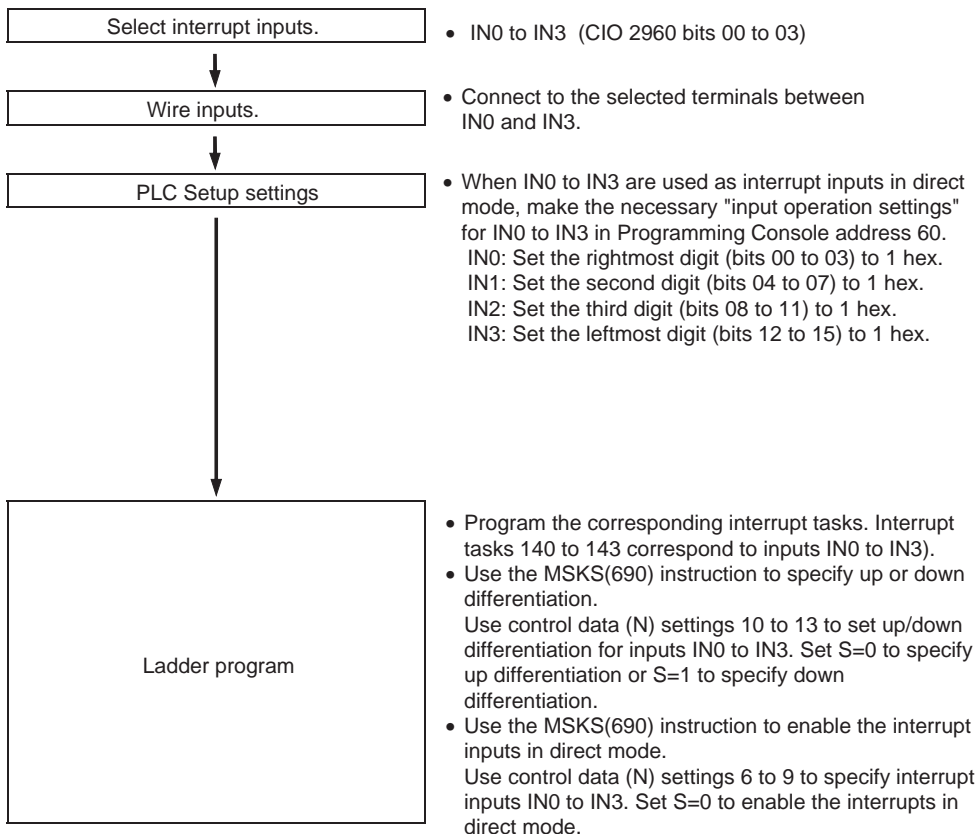 Select interrupt inputs.
• IN0 to IN3 (CIO 2960 bits 00 to 03)
Wire inputs.
• Connect to the selected terminals between
IN0 and IN3.
PLC Setup settings
• When IN0 to IN3 are used as interrupt inputs in direct
mode, make the necessary "input operation settings"
for IN0 to IN3 in Programming Console address 60.
IN0: Set the rightmost digit (bits 00 to 03) to 1 hex.
IN1: Set the second digit (bits 04 to 07) to 1 hex.
IN2: Set the third digit (bits 08 to 11) to 1 hex.
IN3: Set the leftmost digit (bits 12 to 15) to 1 hex.
Ladder program
• Program the corresponding interrupt tasks. Interrupt
tasks 140 to 143 correspond to inputs IN0 to IN3).
• Use the MSKS(690) instruction to specify up or down
differentiation.
Use control data (N) settings 10 to 13 to set up/down
differentiation for inputs IN0 to IN3. Set S=0 to specify
up differentiation or S=1 to specify down
differentiation.
• Use the MSKS(690) instruction to enable the interrupt
inputs in direct mode.
Use control data (N) settings 6 to 9 to specify interrupt
inputs IN0 to IN3. Set S=0 to enable the interrupts in
direct mode.